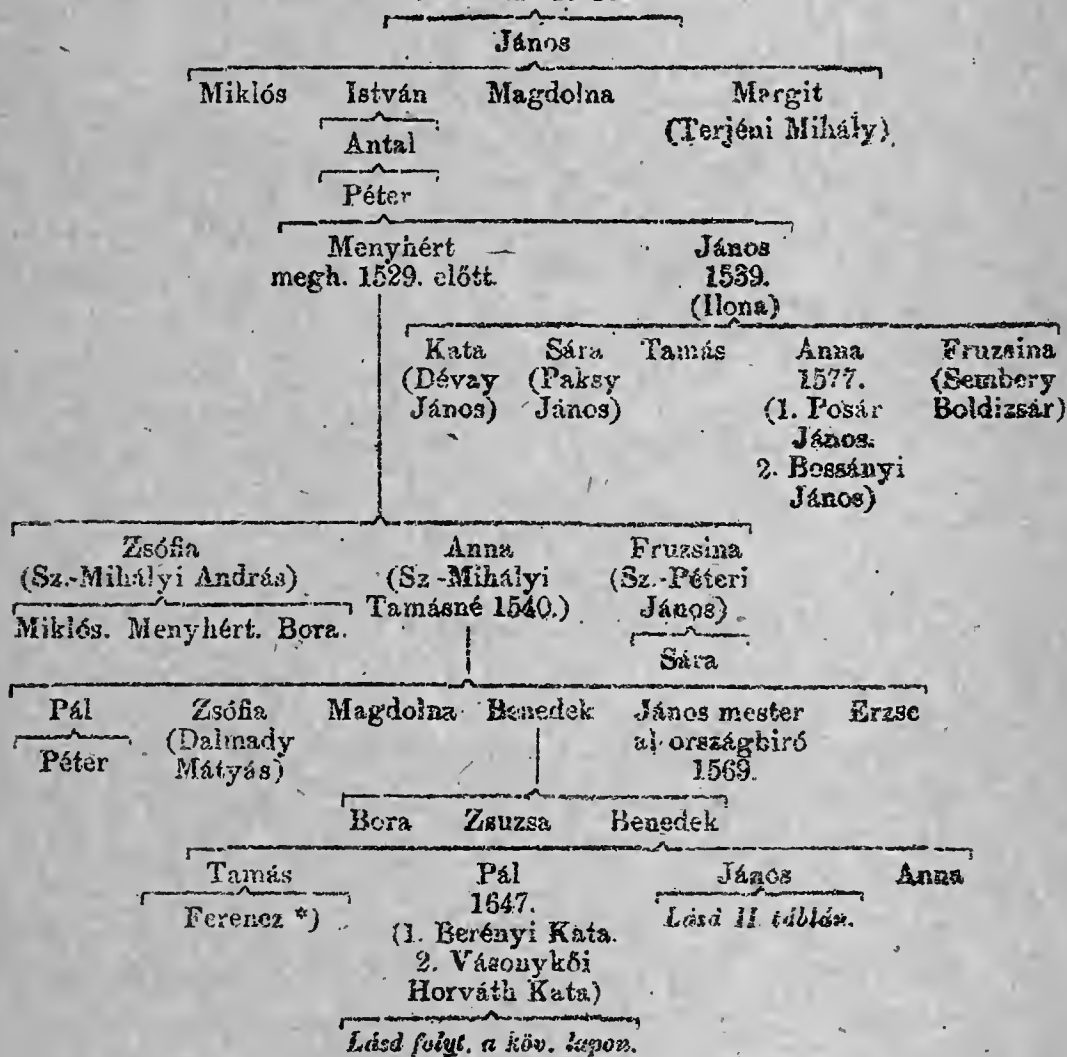 János
Miklós István Magdolna Margit
(Terjéni Mihály)
Antal
Péter
Menyhért János
megh. 1529. előtt. 1539.
(Ilona)
Kata Sára Tamás Anna Fruzsina
(Dévay (Paksy 1577. (Sembery
János) János) (1. Posár Boldizsár)
János.
2. Bossányi
János)
Zsófia Anna Fruzsina
(Sz.-Mihályi András) (Sz-Mihályi (Sz.-Péteri
Tamásné 1540.) János)
Miklós. Menyhért. Bora.
Sára
Pál Zsófia Magdolna Benedek János mester Erzse
Péter (Dalmady al országbiró
Mátyás) 1569.
Bora Zsuzsa Benedek
Tamás Pál János Anna
Ferencz *) 1647. Lásd II táblán.
(1. Berényi Kata.
2. Vásonykői
Horváth Kata)
Lásd folyt. a köv. lapon.